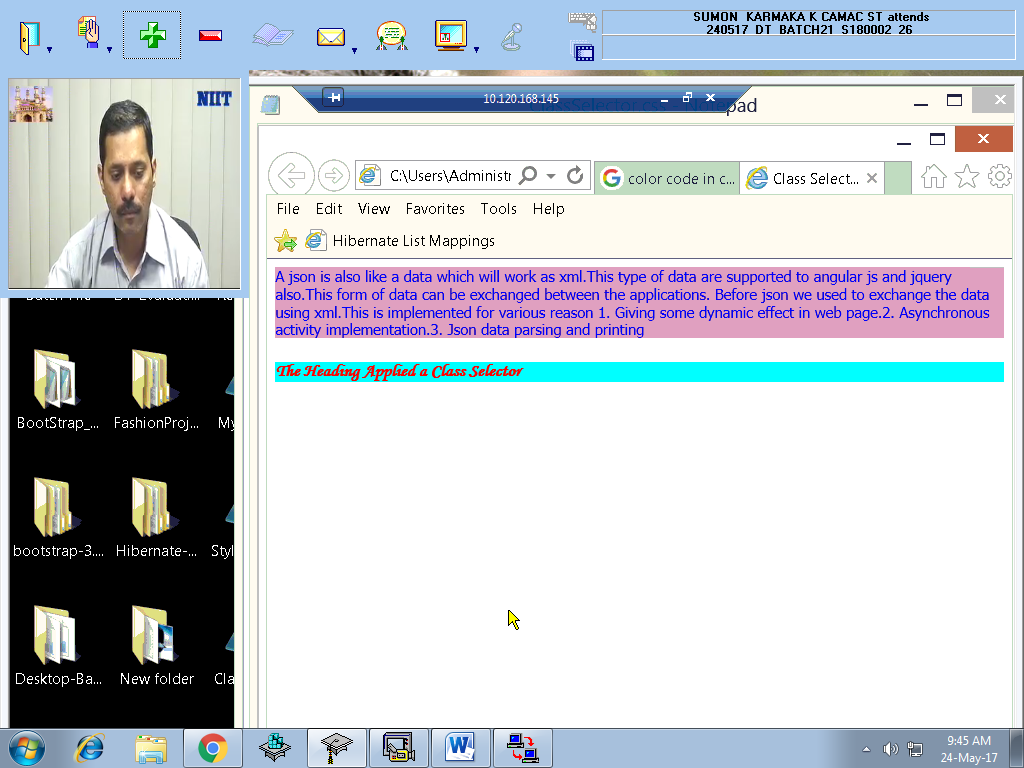 SUMON KARMAKA K CAMAC ST attends
240517 DT BATCH21 S180002 26
NIIT
10.120.168.145
ClassSelector.css - Notepad
C:\Users\Administr
color code in c...
Class Select...
File Edit View Favorites Tools Help
Hibernate List Mappings
A json is also like a data which will work as xml.This type of data are supported to angular js and jquery
also.This form of data can be exchanged between the applications. Before json we used to exchange the data
using xml.This is implemented for various reason 1. Giving some dynamic effect in web page.2. Asynchronous
activity implementation.3. Json data parsing and printing
The Heading Applied a Class Selector
BootStrap_... FashionProj... My
bootstrap-3.... Hibernate-... Styl
Desktop-Ba... New folder Cla
9:45 AM
24-May-17